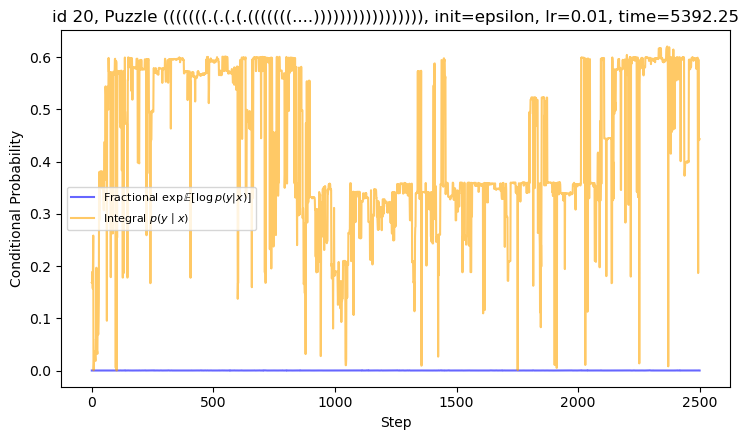 id 20, Puzzle (((((((.(.(.(.(((((((....))))))))))))))))), init=epsilon, lr=0.01, time=5392.25
0.6
0.5
0.4
0.3
0.2
0.1
0.0
Conditional Probability
Fractional exp𝔼[log p(y|x)]
Integral p(y | x)
0
500
1000
1500
2000
2500
Step